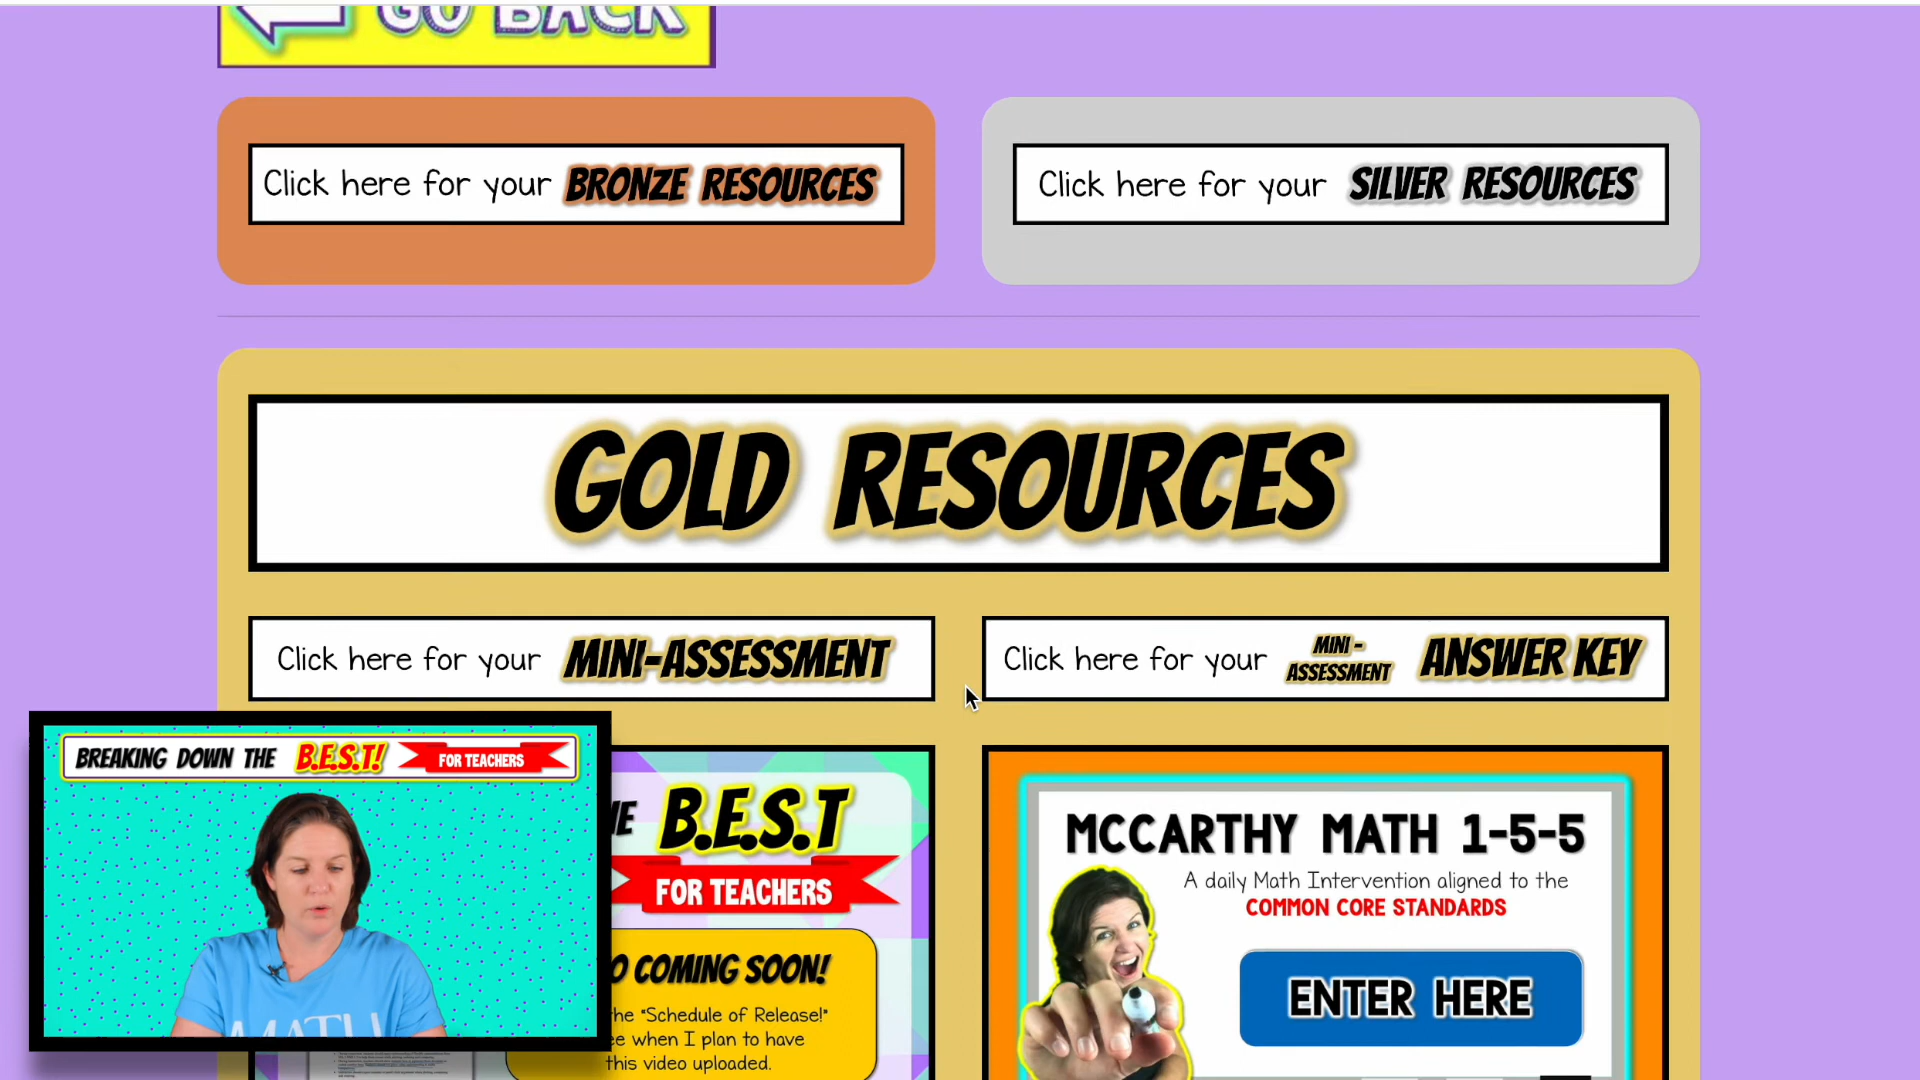 GO BACK
Click here for your BRONZE RESOURCES
Click here for your SILVER RESOURCES
GOLD RESOURCES
Click here for your MINI-ASSESSMENT
Click here for your MINI - ASSESSMENT ANSWER KEY
BREAKING DOWN THE B.E.S.T! FOR TEACHERS
MATH
B.E.S.T
FOR TEACHERS
COMING SOON!
"Schedule of Release!"
when I plan to have
this video uploaded.
MCCARTHY MATH 1-5-5
A daily Math Intervention aligned to the
COMMON CORE STANDARDS
ENTER HERE